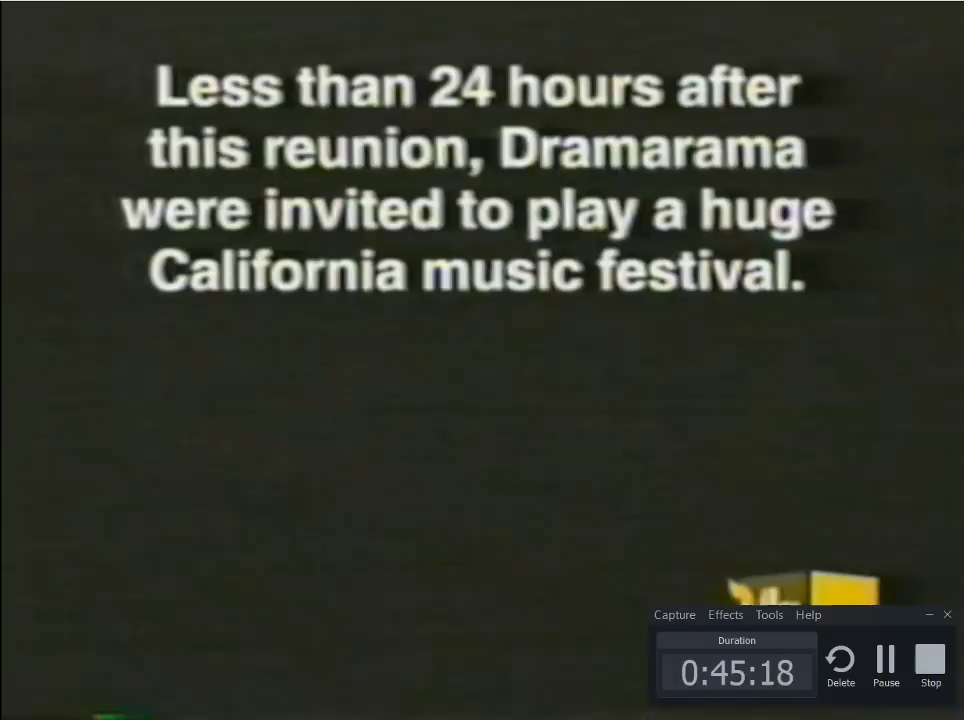 Less than 24 hours after
this reunion, Dramarama
were invited to play a huge
California music festival.
Capture Effects Tools Help
Duration
0:45:18
Delete Pause Stop